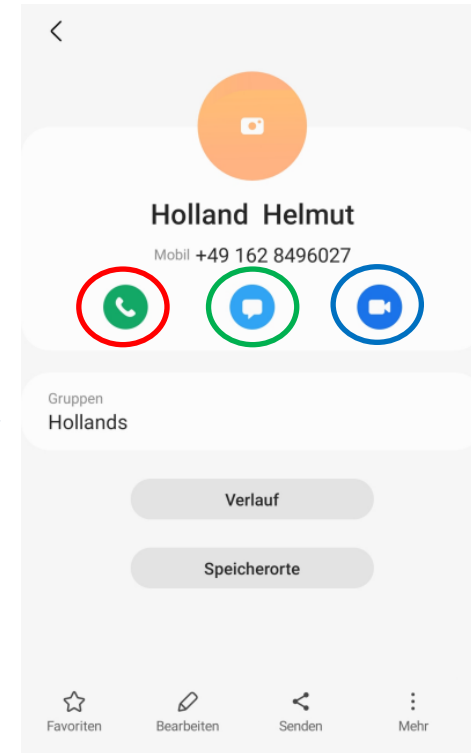 Holland Helmut
Mobil +49 162 8496027
Gruppen
Hollands
Verlauf
Speicherorte
Favoriten Bearbeiten Senden Mehr